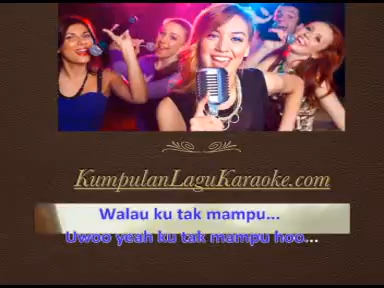 KumpulanLaguKaraoke.com
Walau ku tak mampu...
Uwoo yeah ku tak mampu hoo...